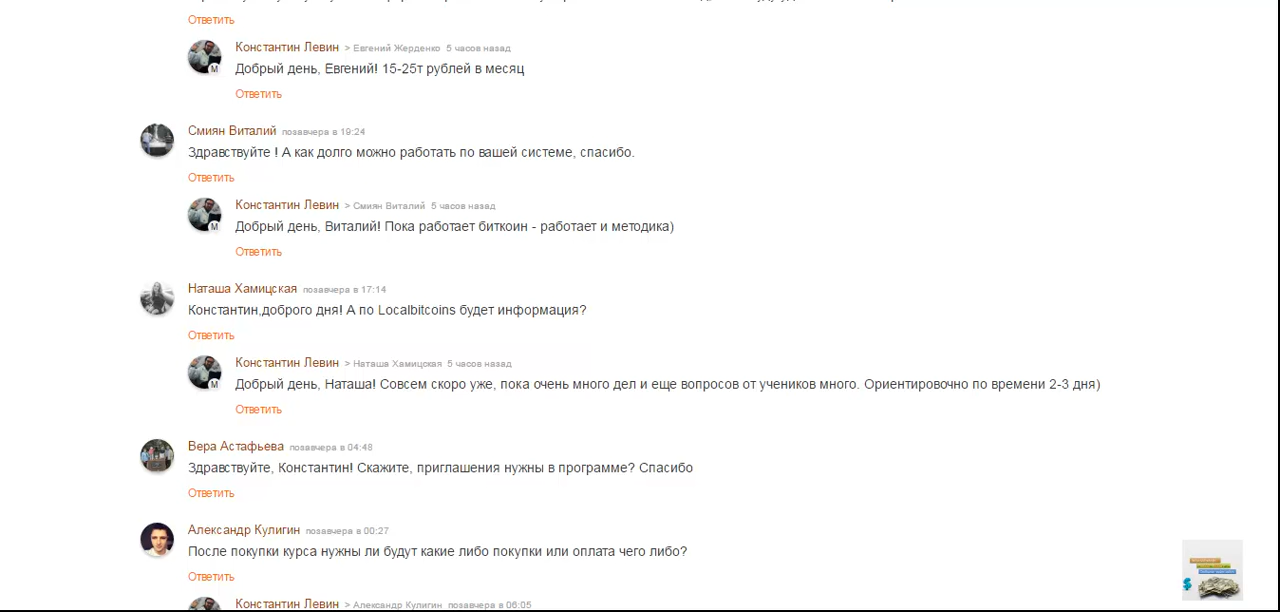 Ответить
Константин Левин > Евгений Жерденко 5 часов назад
Добрый день, Евгений! 15-25т рублей в месяц
Ответить
Смиян Виталий позавчера в 19:24
Здравствуйте ! А как долго можно работать по вашей системе, спасибо.
Ответить
Константин Левин > Смиян Виталий 5 часов назад
М
Добрый день, Виталий! Пока работает биткоин - работает и методика)
Ответить
Наташа Хамицская позавчера в 17:14
Константин,доброго дня! А по Localbitcoins будет информация?
Ответить
Константин Левин > Наташа Хамицская 5 часов назад
М
Добрый день, Наташа! Совсем скоро уже, пока очень много дел и еще вопросов от учеников много. Ориентировочно по времени 2-3 дня)
Ответить
Вера Астафьева позавчера в 04:48
Здравствуйте, Константин! Скажите, приглашения нужны в программе? Спасибо
Ответить
Александр Кулигин позавчера в 00:27
После покупки курса нужны ли будут какие либо покупки или оплата чего либо?
Ответить
Константин Левин > Александр Кулигин позавчера в 06:05